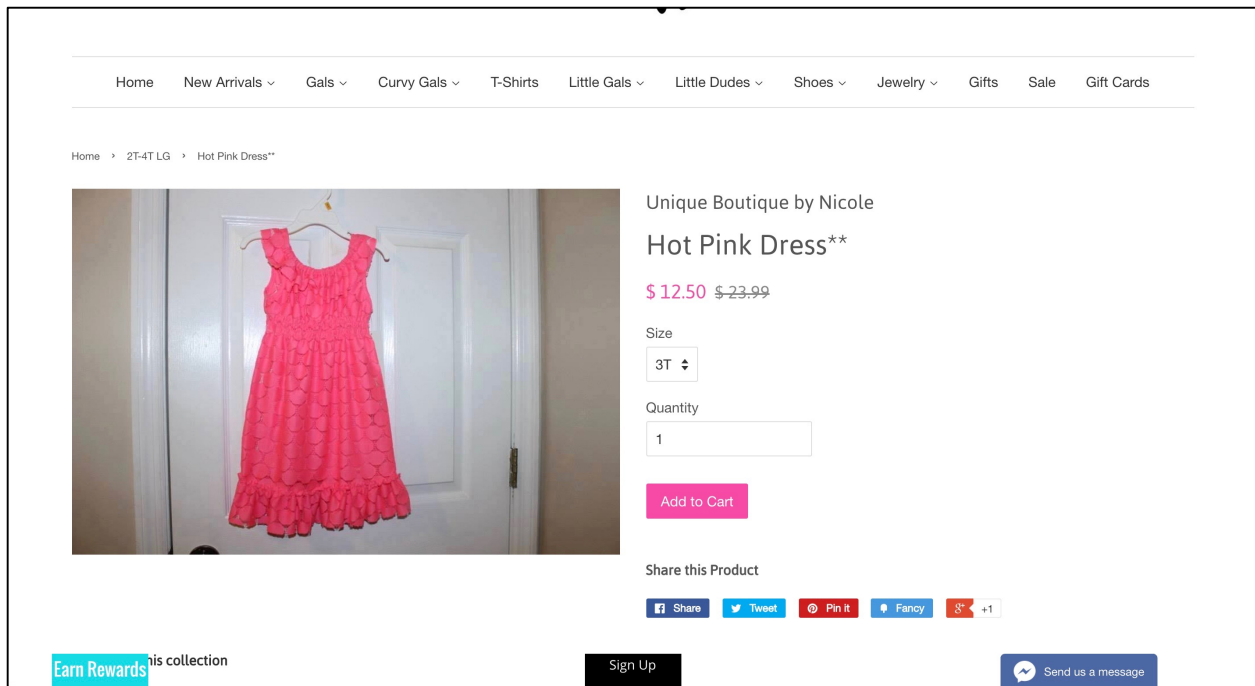 Home New Arrivals Gals Curvy Gals T-Shirts Little Gals Little Dudes Shoes Jewelry Gifts Sale Gift Cards
Home › 2T-4T LG › Hot Pink Dress**
Unique Boutique by Nicole
Hot Pink Dress**
$ 12.50 $ 23.99
Size
3T
Quantity
1
Add to Cart
Share this Product
Share Tweet Pin it Fancy g+ +1
Earn Rewards
collection
Sign Up
Send us a message